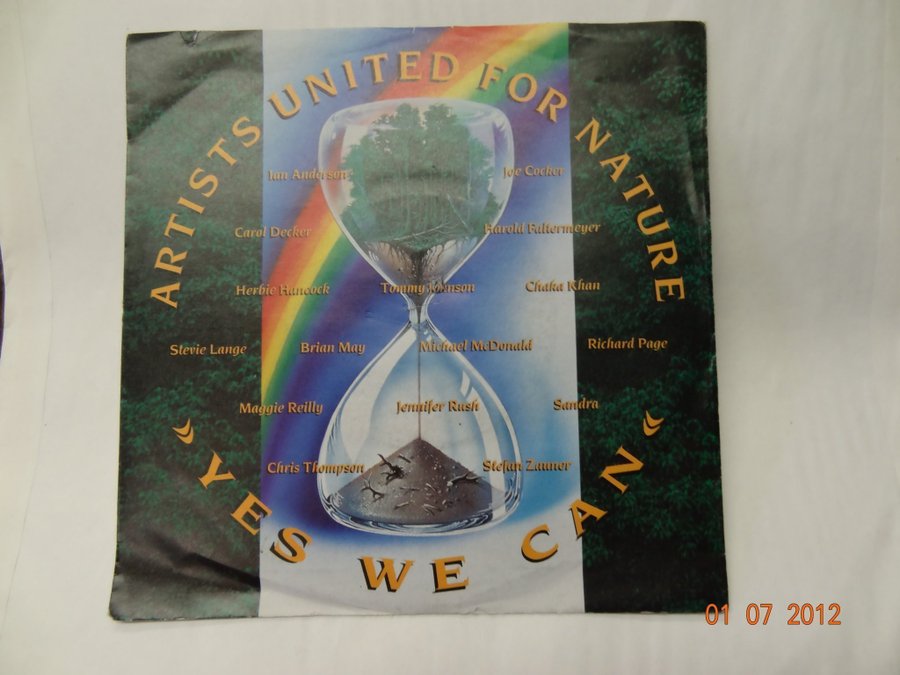 ARTISTS UNITED FOR NATURE
Ian Anderson Joe Cocker
Carol Decker Harold Faltermeyer
Herbie Hancock Tommy Johnson Chaka Khan
Stevie Lange Brian May Michael McDonald Richard Page
Maggie Reilly Jennifer Rush Sandra
Chris Thompson Stefan Zauner
« YES WE CAN »
01 07 2012